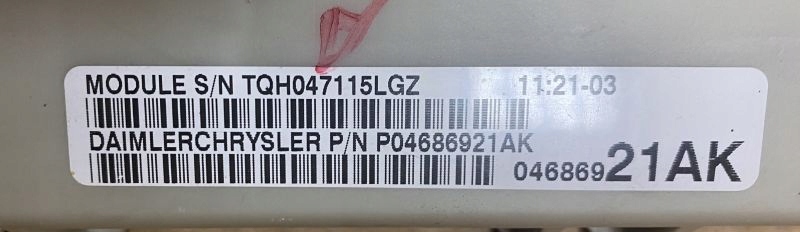 MODULE S/N TQH047115LGZ 11:21-03
DAIMLERCHRYSLER P/N P04686921AK
04686921AK